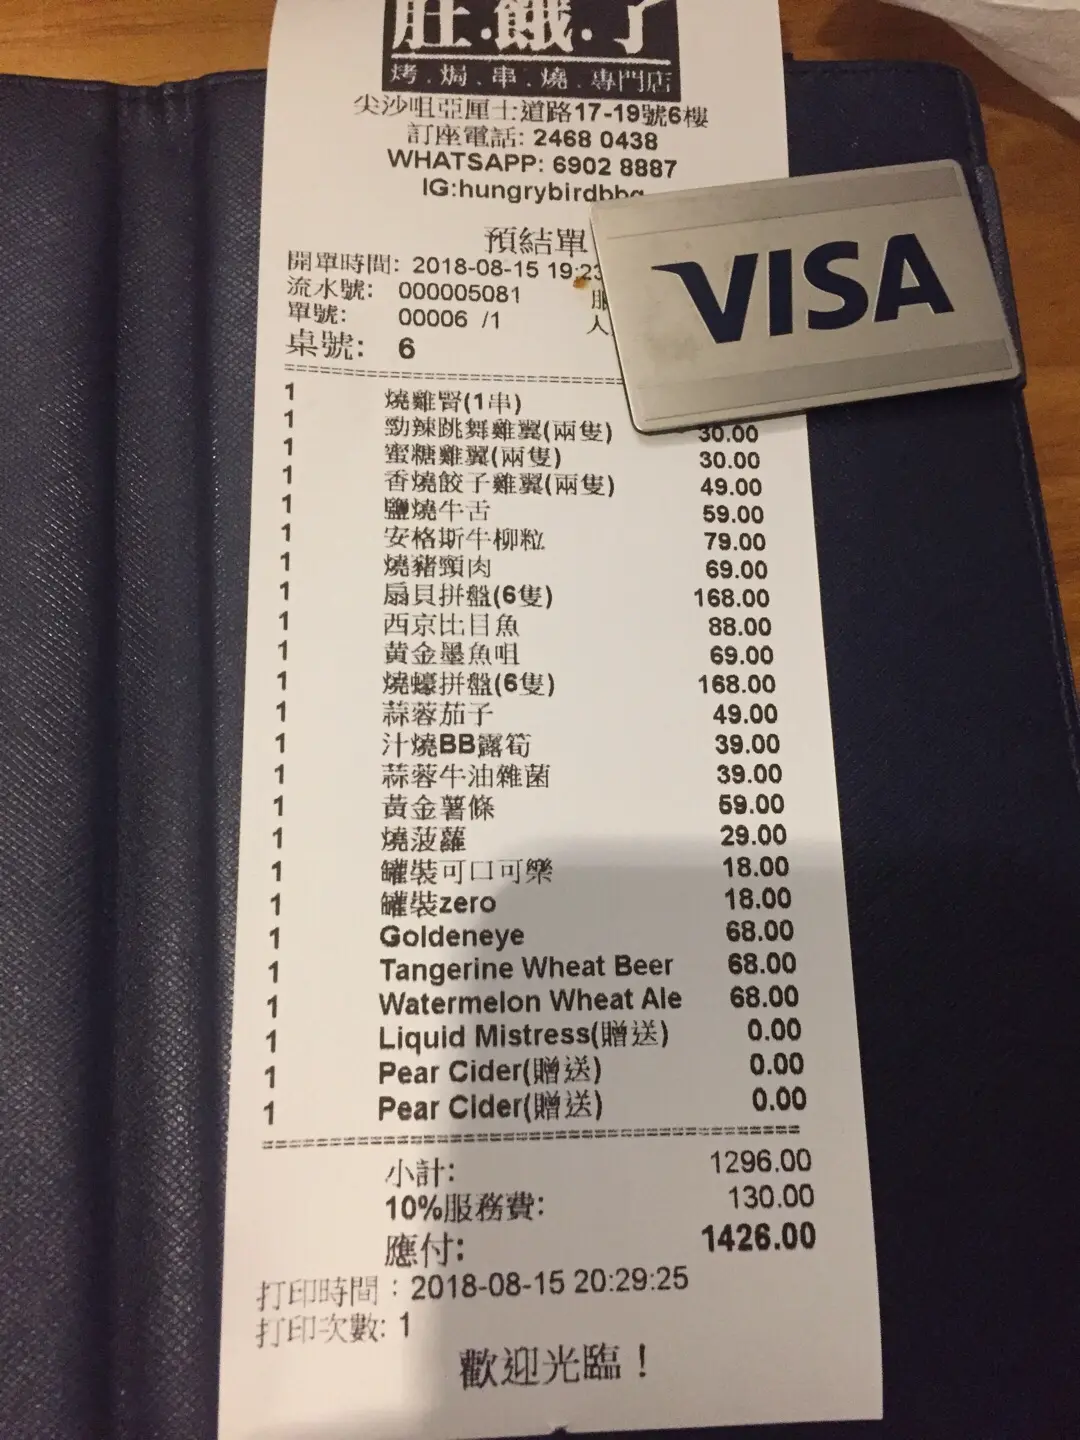 肚.餓.了
烤.焗.串.燒.專門店
尖沙咀亞厘士道路17-19號6樓
訂座電話: 2468 0438
WHATSAPP: 6902 8887
IG:hungrybirdbbq
預結單
開單時間: 2018-08-15 19:23
流水號: 000005081
單號: 00006 /1
桌號: 6
1 燒雞腎(1串)
1 勁辣跳舞雞翼(兩隻) 30.00
1 蜜糖雞翼(兩隻) 30.00
1 香燒餃子雞翼(兩隻) 49.00
1 鹽燒牛舌 59.00
1 安格斯牛柳粒 79.00
1 燒豬頸肉 69.00
1 扇貝拼盤(6隻) 168.00
1 西京比目魚 88.00
1 黃金墨魚咀 69.00
1 燒蠔拼盤(6隻) 168.00
1 蒜蓉茄子 49.00
1 汁燒BB露筍 39.00
1 蒜蓉牛油雜菌 39.00
1 黃金薯條 59.00
1 燒菠蘿 29.00
1 罐裝可口可樂 18.00
1 罐裝zero 18.00
1 Goldeneye 68.00
1 Tangerine Wheat Beer 68.00
1 Watermelon Wheat Ale 68.00
1 Liquid Mistress(贈送) 0.00
1 Pear Cider(贈送) 0.00
1 Pear Cider(贈送) 0.00
小計: 1296.00
10%服務費: 130.00
應付: 1426.00
打印時間：2018-08-15 20:29:25
打印次數: 1
歡迎光臨！
VISA